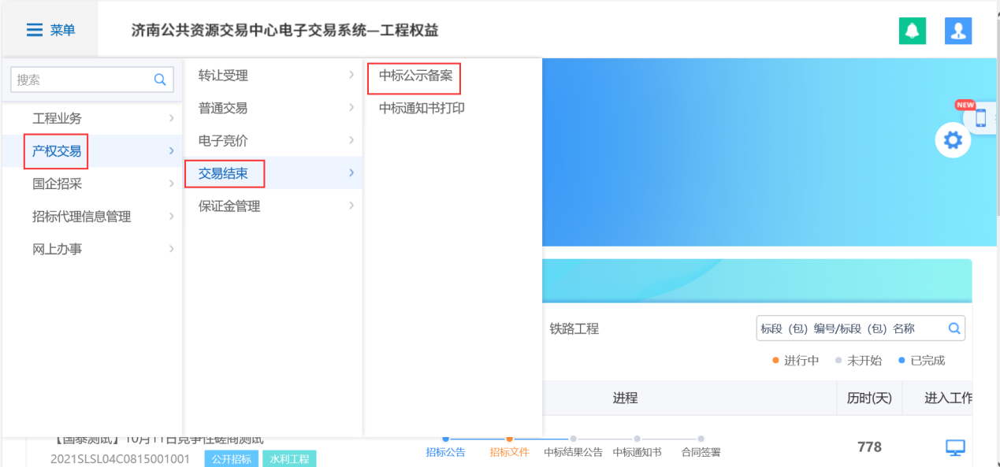 菜单
济南公共资源交易中心电子交易系统—工程权益
搜索
工程业务
产权交易
国企招采
招标代理信息管理
网上办事
转让受理
普通交易
电子竞价
交易结束
保证金管理
中标公示备案
中标通知书打印
NEW
铁路工程
标段（包）编号/标段（包）名称
进行中 未开始 已完成
进程 历时(天) 进入工作
【国泰测试】10月11日竞争性磋商测试
2021SLSL04C0815001001 公开招标 水利工程
招标公告 招标文件 中标结果公告 中标通知书 合同签署
778